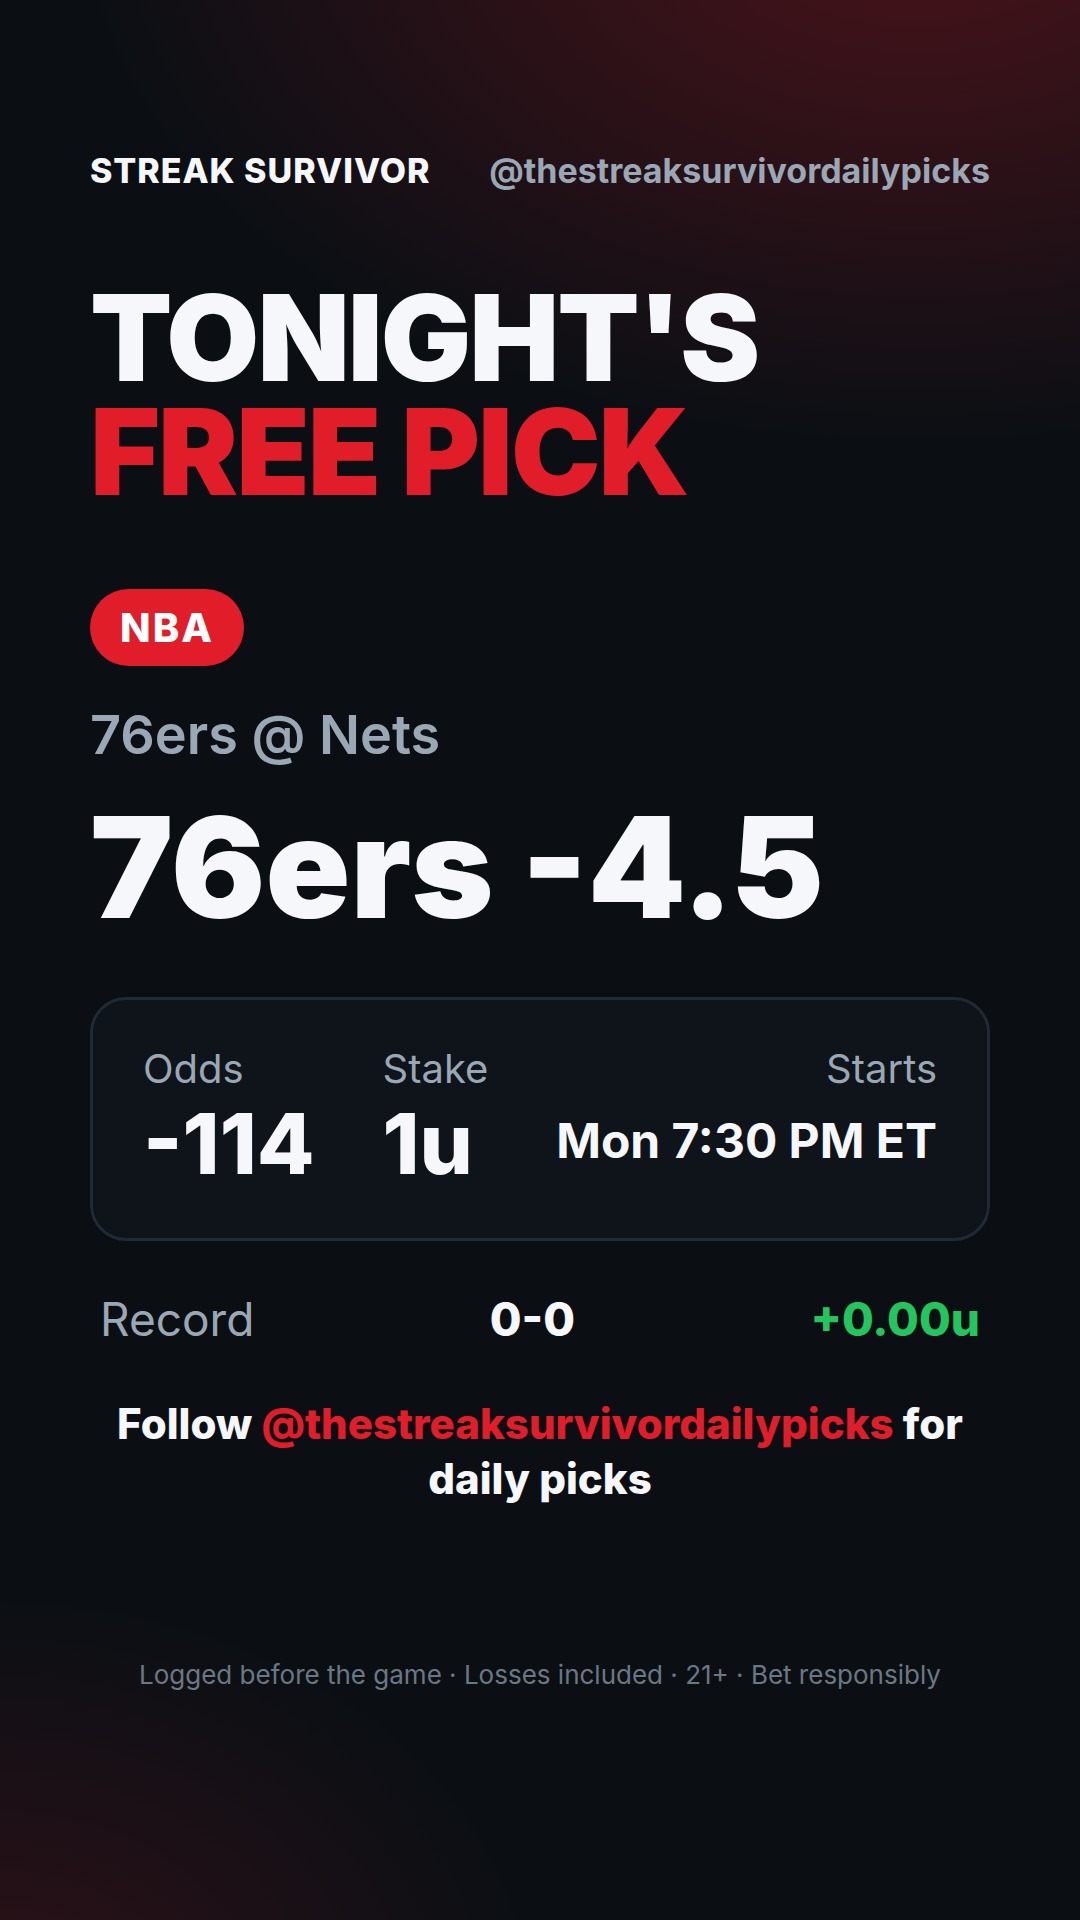 STREAK SURVIVOR @thestreaksurvivordailypicks
TONIGHT'S
FREE PICK
NBA
76ers @ Nets
76ers -4.5
Odds Stake Starts
-114 1u Mon 7:30 PM ET
Record 0-0 +0.00u
Follow @thestreaksurvivordailypicks for
daily picks
Logged before the game · Losses included · 21+ · Bet responsibly